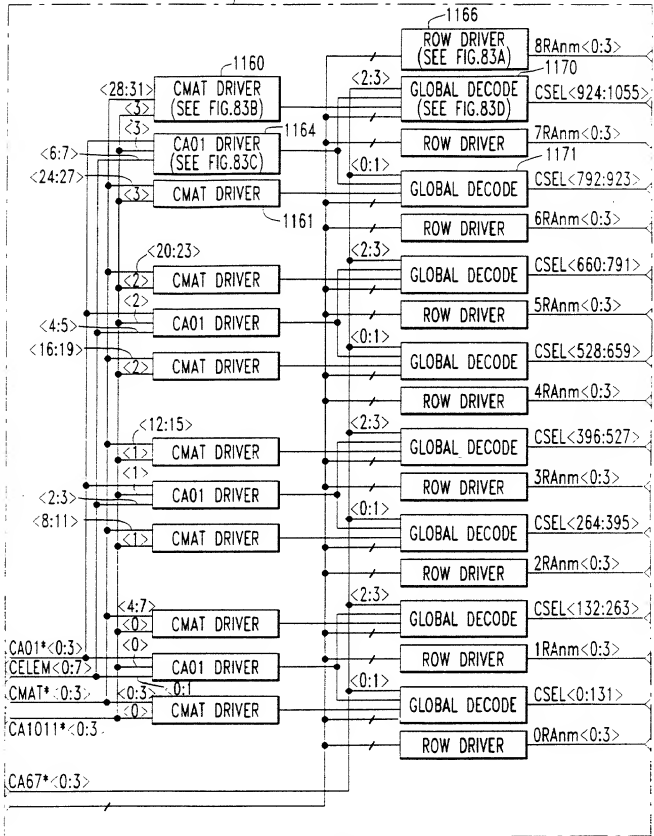 1166
ROW DRIVER
(SEE FIG.83A)
8RAnm<0:3>
1160
1170
<2:3>
<28:31>
CMAT DRIVER
(SEE FIG.83B)
<3>
GLOBAL DECODE
(SEE FIG.83D)
CSEL<924:1055>
<3>
1164
CA01 DRIVER
(SEE FIG.83C)
ROW DRIVER
7RAnm<0:3>
<6:7>
<0:1>
1171
<24:27>
<3>
CMAT DRIVER
GLOBAL DECODE
CSEL<792:923>
1161
ROW DRIVER
6RAnm<0:3>
<20:23>
<2:3>
<2>
CMAT DRIVER
GLOBAL DECODE
CSEL<660:791>
<2>
CA01 DRIVER
ROW DRIVER
5RAnm<0:3>
<4:5>
<0:1>
<16:19>
<2>
CMAT DRIVER
GLOBAL DECODE
CSEL<528:659>
ROW DRIVER
4RAnm<0:3>
<12:15>
<2:3>
<1>
CMAT DRIVER
GLOBAL DECODE
CSEL<396:527>
<1>
CA01 DRIVER
ROW DRIVER
3RAnm<0:3>
<2:3>
<0:1>
<8:11>
<1>
CMAT DRIVER
GLOBAL DECODE
CSEL<264:395>
ROW DRIVER
2RAnm<0:3>
<4:7>
<2:3>
<0>
CMAT DRIVER
GLOBAL DECODE
CSEL<132:263>
CA01*<0:3>
<0>
CA01 DRIVER
ROW DRIVER
1RAnm<0:3>
CELEM<0:7>
<0:1
<0:1>
CMAT*<0:3>
<0:3>
<0>
CMAT DRIVER
GLOBAL DECODE
CSEL<0:131>
CA1011*<0:3
ROW DRIVER
0RAnm<0:3>
CA67*<0:3>